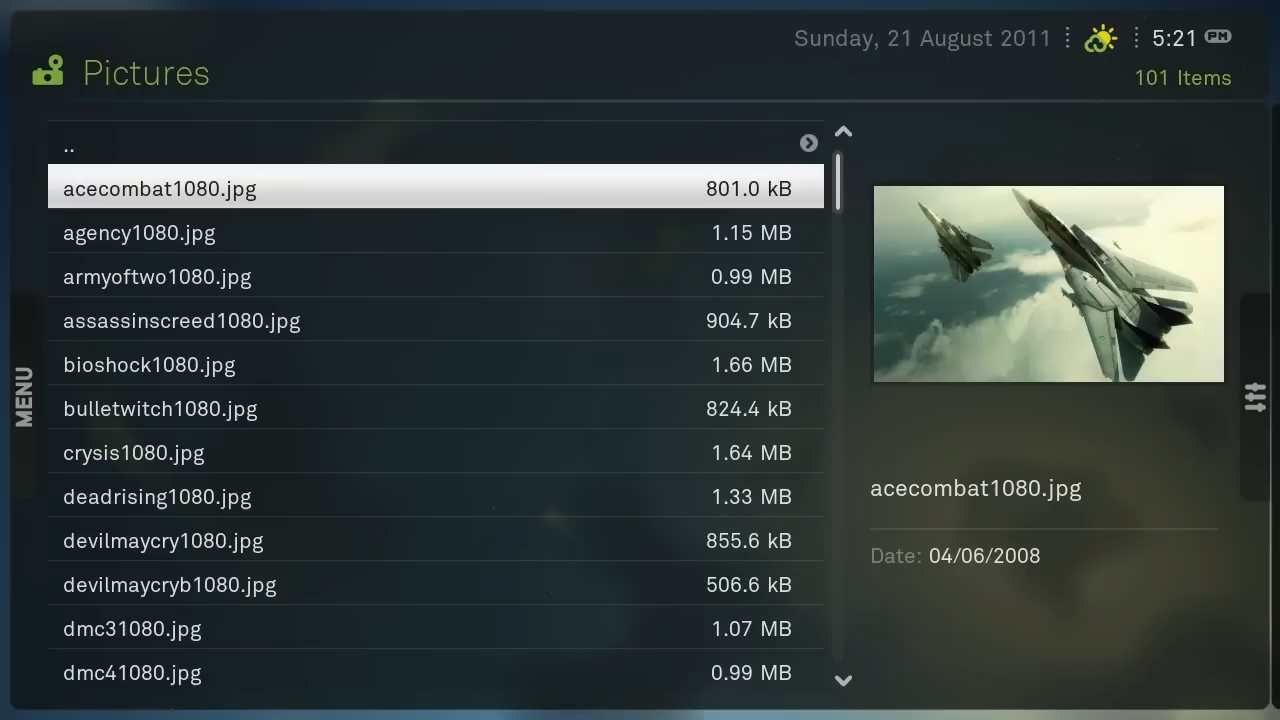 Sunday, 21 August 2011
5:21 PM
Pictures
101 Items
..
acecombat1080.jpg 801.0 kB
agency1080.jpg 1.15 MB
armyoftwo1080.jpg 0.99 MB
assassinscreed1080.jpg 904.7 kB
bioshock1080.jpg 1.66 MB
bulletwitch1080.jpg 824.4 kB
crysis1080.jpg 1.64 MB
deadrising1080.jpg 1.33 MB
devilmaycry1080.jpg 855.6 kB
devilmaycryb1080.jpg 506.6 kB
dmc31080.jpg 1.07 MB
dmc41080.jpg 0.99 MB
MENU
acecombat1080.jpg
Date: 04/06/2008